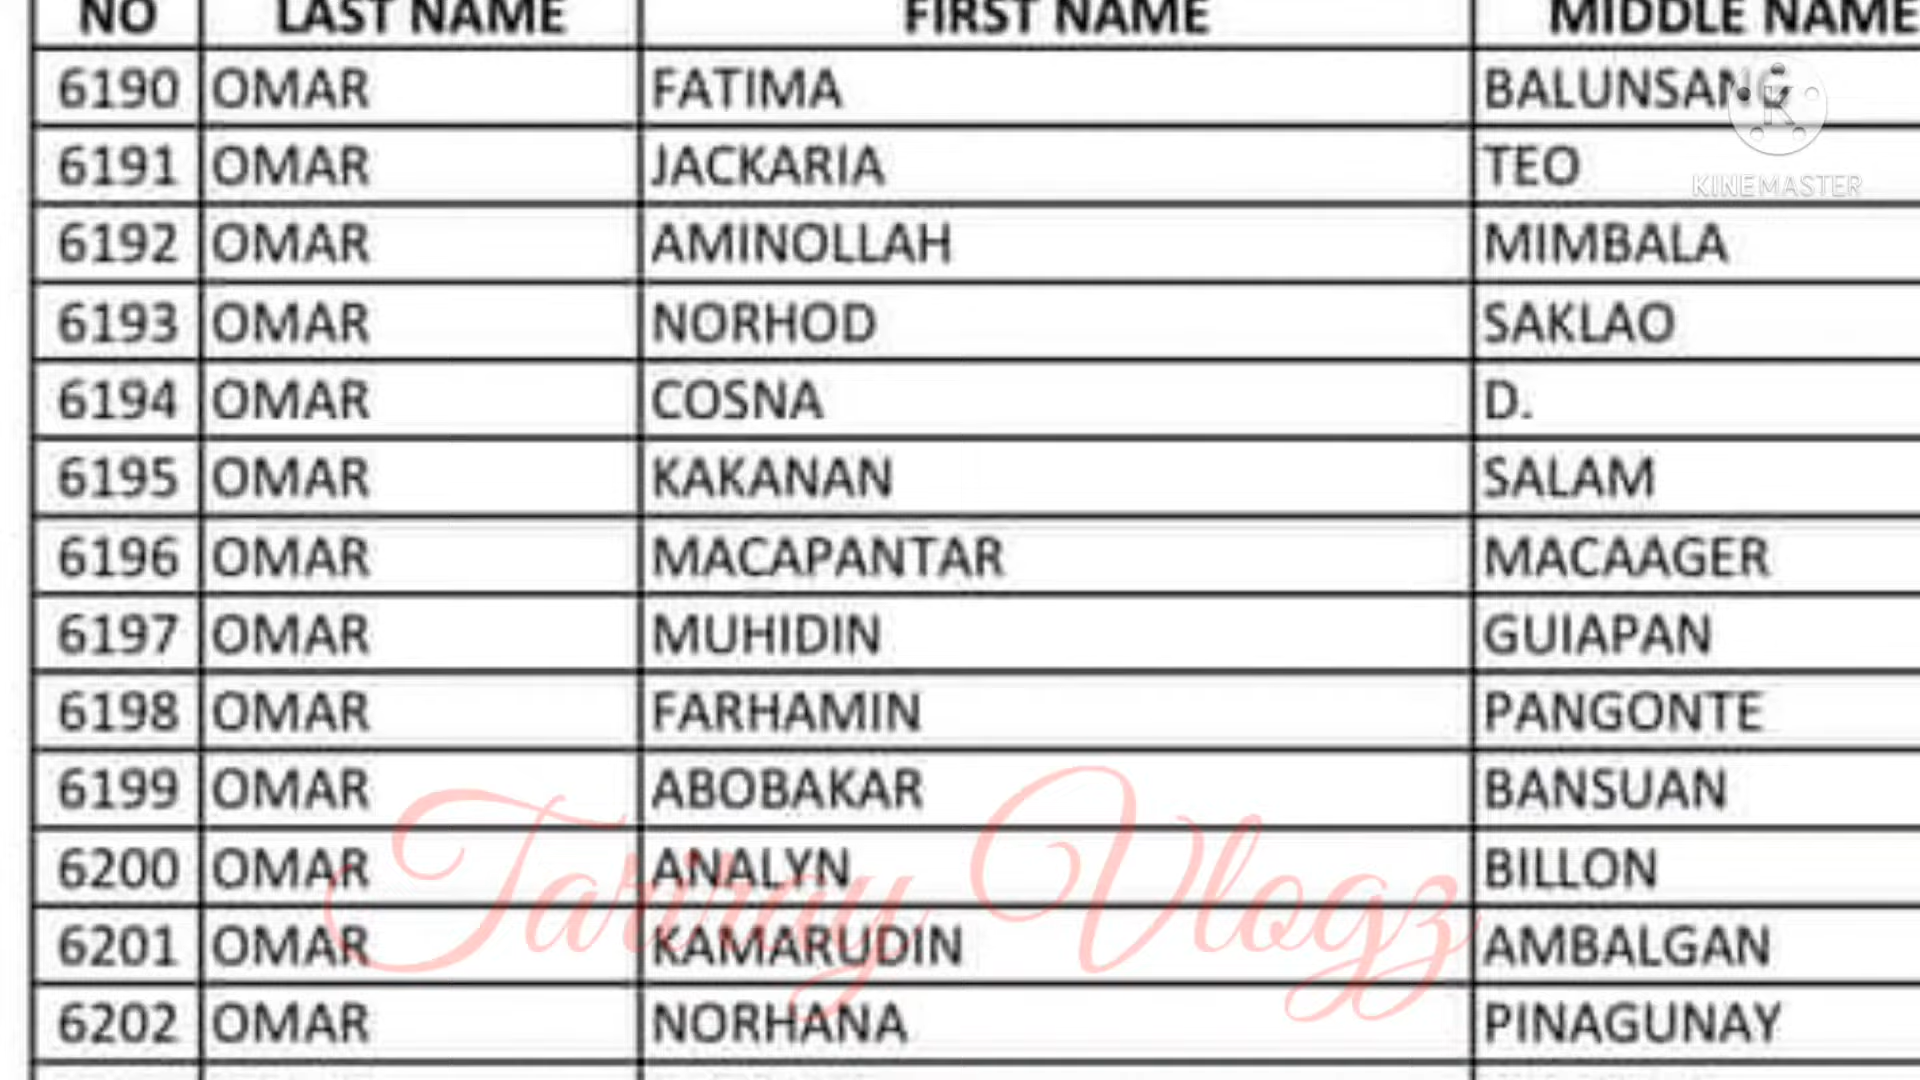 NO LAST NAME FIRST NAME MIDDLE NAME
6190 OMAR FATIMA BALUNSANG
6191 OMAR JACKARIA TEO
KINEMASTER
6192 OMAR AMINOLLAH MIMBALA
6193 OMAR NORHOD SAKLAO
6194 OMAR COSNA D.
6195 OMAR KAKANAN SALAM
6196 OMAR MACAPANTAR MACAAGER
6197 OMAR MUHIDIN GUIAPAN
6198 OMAR FARHAMIN PANGONTE
6199 OMAR ABOBAKAR BANSUAN
6200 OMAR ANALYN BILLON
Tarray Vlogz
6201 OMAR KAMARUDIN AMBALGAN
6202 OMAR NORHANA PINAGUNAY